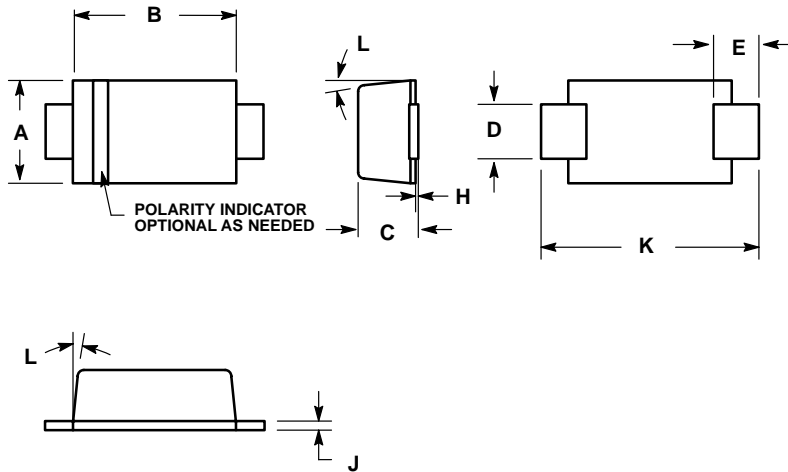 B
A
POLARITY INDICATOR
OPTIONAL AS NEEDED
L
H
C
E
D
K
L
J